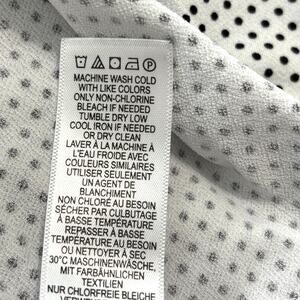 MACHINE WASH COLD
WITH LIKE COLORS
ONLY NON-CHLORINE
BLEACH IF NEEDED
TUMBLE DRY LOW
COOL IRON IF NEEDED
OR DRY CLEAN
LAVER À LA MACHINE À
L'EAU FROIDE AVEC
COULEURS SIMILAIRES
UTILISER SEULEMENT
UN AGENT DE
BLANCHIMENT
NON CHLORÉ AU BESOIN
SÉCHER PAR CULBUTAGE
À BASSE TEMPÉRATURE
REPASSER À BASSE
TEMPÉRATURE AU BESOIN
OU NETTOYER À SEC
30°C MASCHINENWÄSCHE,
MIT FARBÄHNLICHEN
TEXTILIEN
NUR CHLORFREIE BLEICHE